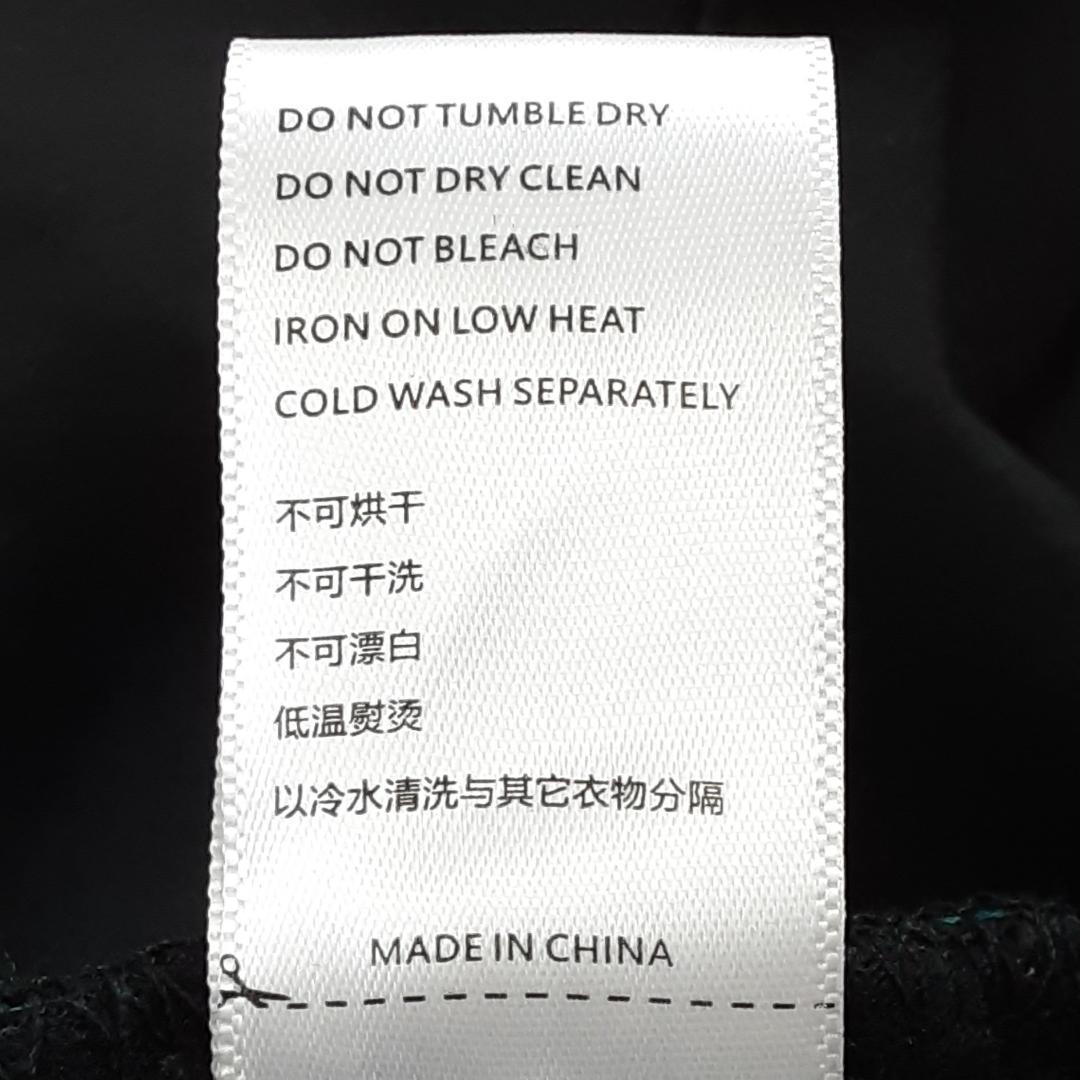 DO NOT TUMBLE DRY
DO NOT DRY CLEAN
DO NOT BLEACH
IRON ON LOW HEAT
COLD WASH SEPARATELY
不可烘干
不可干洗
不可漂白
低温熨烫
以冷水清洗与其它衣物分隔
MADE IN CHINA